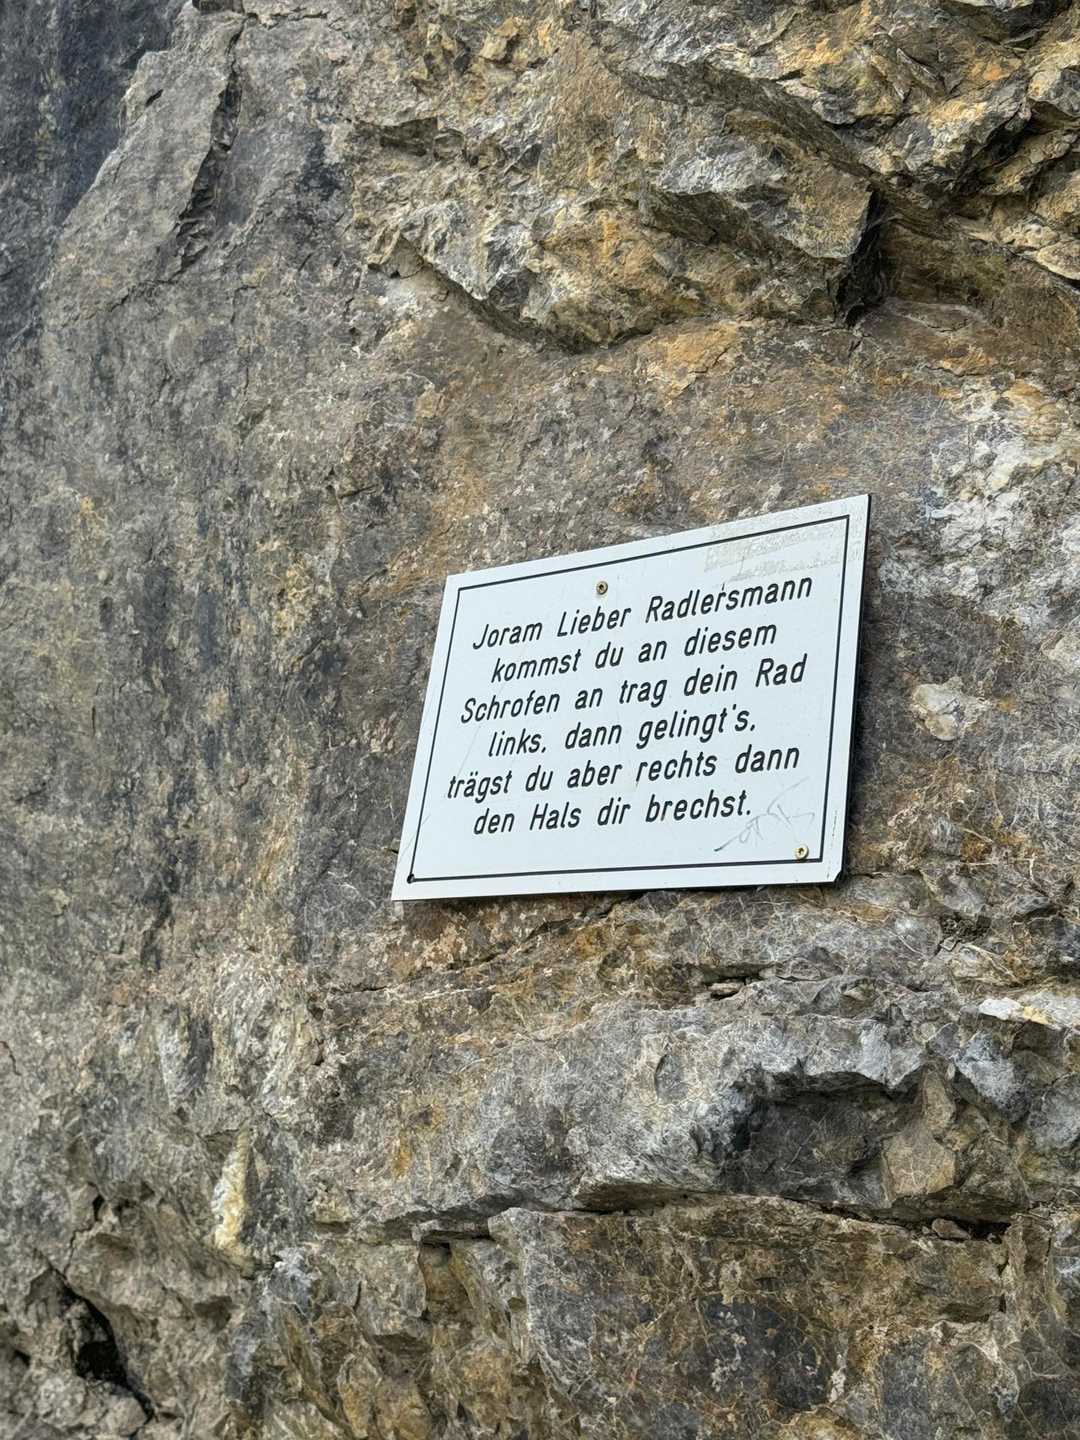 Joram Lieber Radlersmann
kommst du an diesem
Schrofen an trag dein Rad
links, dann gelingt's,
trägst du aber rechts dann
den Hals dir brechst.